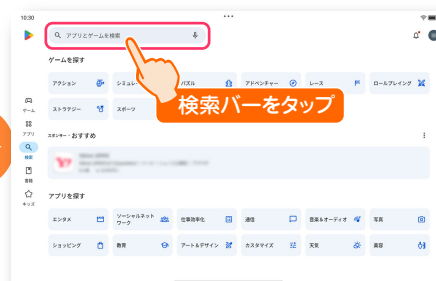 10:30
アプリとゲームを検索
ゲームを探す
アクション
パズル
アドベンチャー
レース
ロールプレイング
ストラテジー
スポーツ
検索バーをタップ
ゲーム
アプリ
検索
書籍
キッズ
スポンサー・おすすめ
アプリを探す
エンタメ
ソーシャルネットワーク
仕事効率化
通信
音楽&オーディオ
写真
ショッピング
教育
アート&デザイン
カスタマイズ
天気
美容